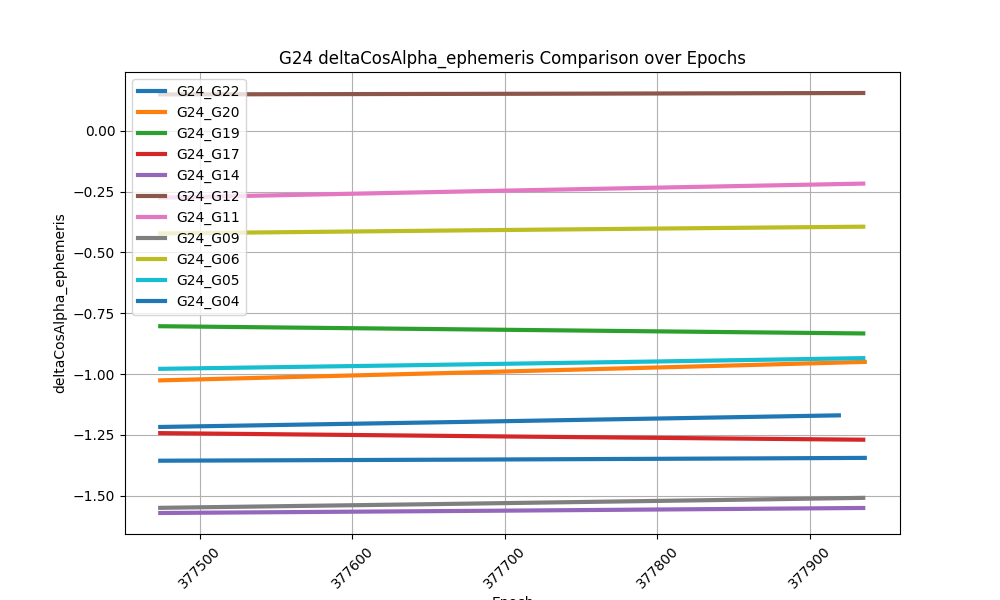 G24 deltaCosAlpha_ephemeris Comparison over Epochs
deltaCosAlpha_ephemeris
0.00
−0.25
−0.50
−0.75
−1.00
−1.25
−1.50
G24_G22
G24_G20
G24_G19
G24_G17
G24_G14
G24_G12
G24_G11
G24_G09
G24_G06
G24_G05
G24_G04
377500
377600
377700
377800
377900
Epoch